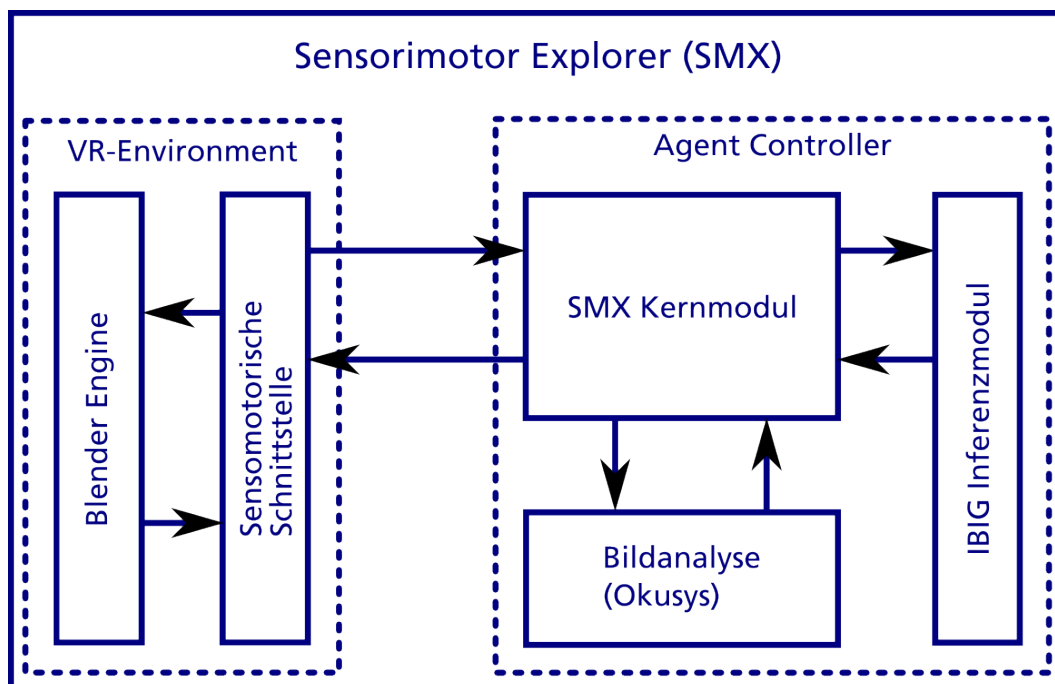 Sensorimotor Explorer (SMX)
VR-Environment
Blender Engine
Sensomotorische
Schnittstelle
Agent Controller
SMX Kernmodul
Bildanalyse
(Okusys)
IBIG Inferenzmodul